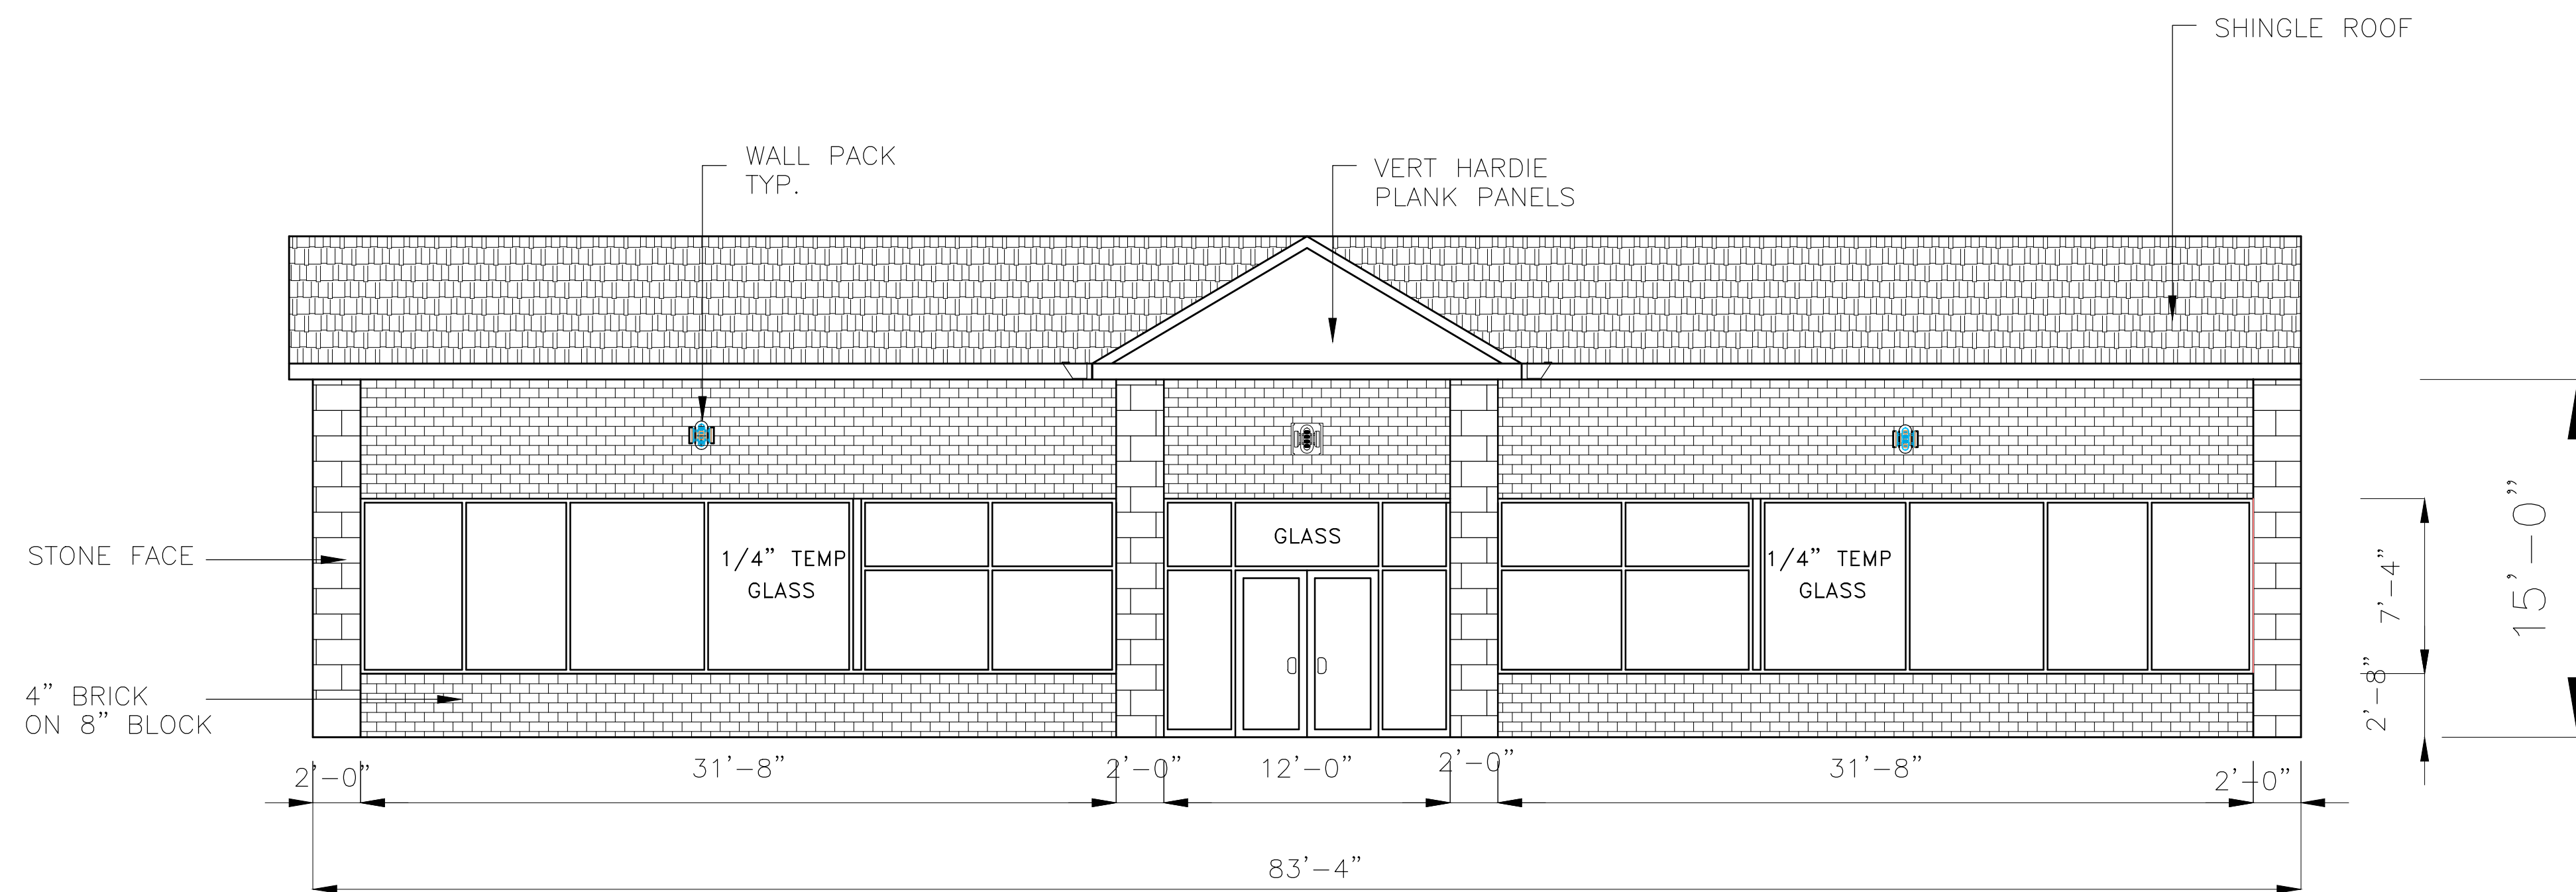 SHINGLE ROOF
WALL PACK
TYP.
VERT HARDIE
PLANK PANELS
GLASS
1/4” TEMP
GLASS
1/4” TEMP
GLASS
STONE FACE
4” BRICK
ON 8” BLOCK
7’-4”
2’-8”
15’-0”
2’-0”
31’-8”
2’-0”
12’-0”
2’-0”
31’-8”
2’-0”
83’-4”